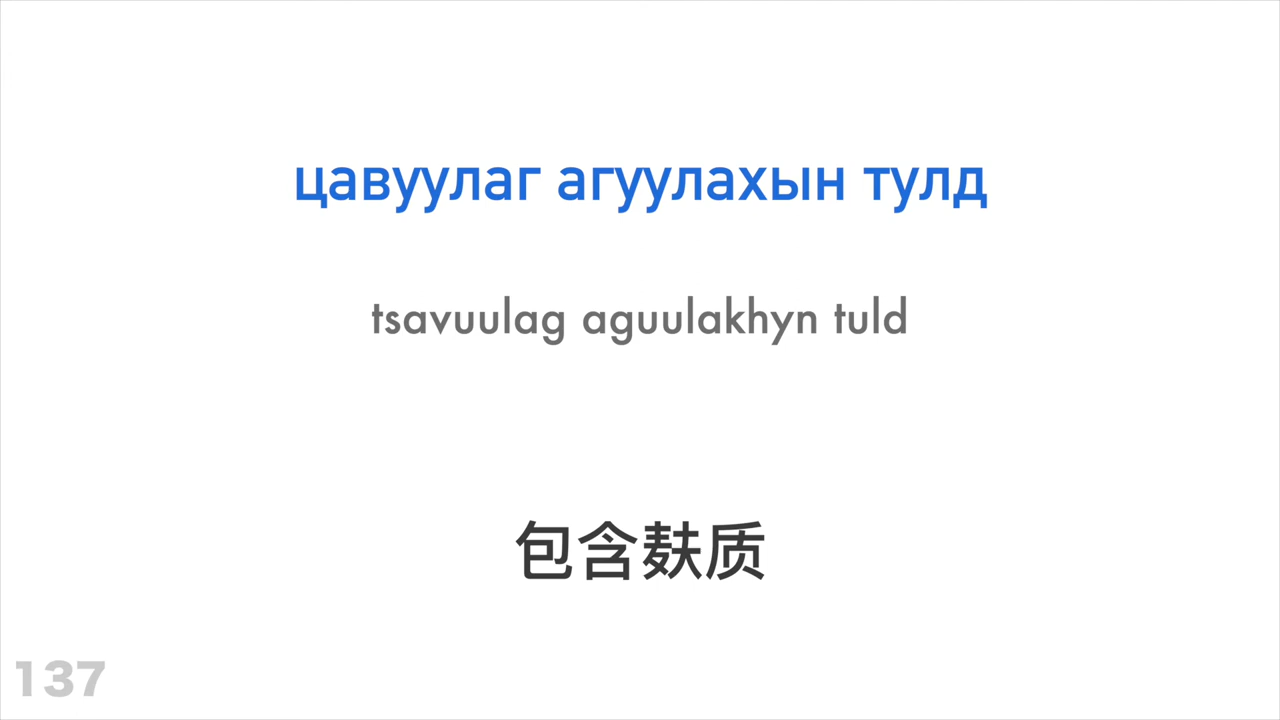 цавуулаг агуулахын тулд
tsavuulag aguulakhyn tuld
包含麸质
137